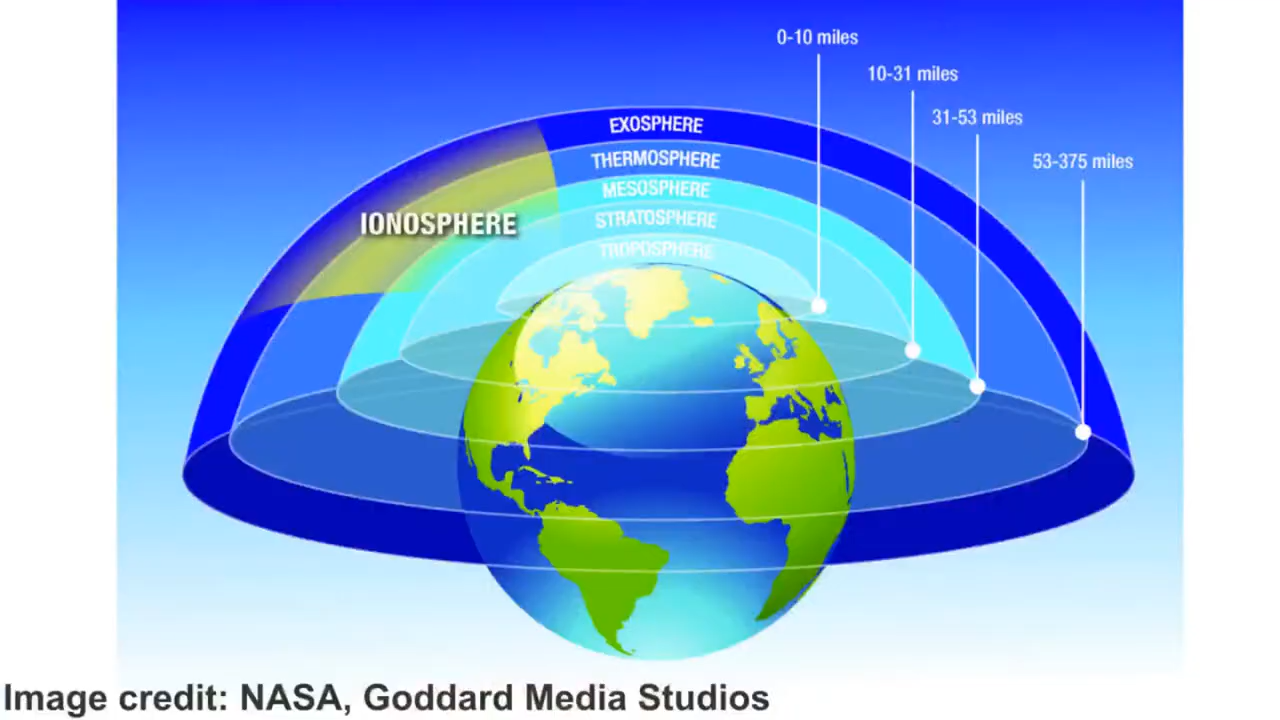 0-10 miles
10-31 miles
31-53 miles
53-375 miles
EXOSPHERE
THERMOSPHERE
MESOSPHERE
STRATOSPHERE
TROPOSPHERE
IONOSPHERE
Image credit: NASA, Goddard Media Studios